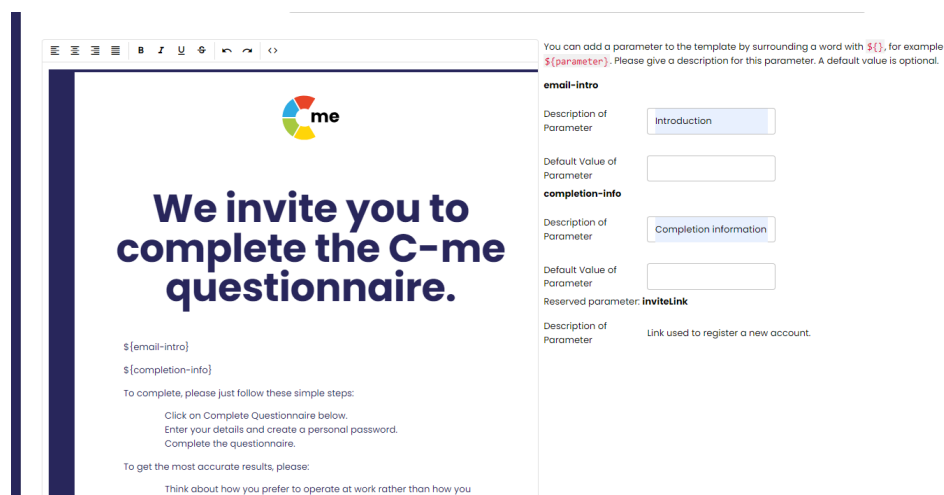 B I U S <>
me
We invite you to
complete the C-me
questionnaire.
${email-intro}
${completion-info}
To complete, please just follow these simple steps:
Click on Complete Questionnaire below.
Enter your details and create a personal password.
Complete the questionnaire.
To get the most accurate results, please:
Think about how you prefer to operate at work rather than how you
You can add a parameter to the template by surrounding a word with ${}, for example
${parameter}. Please give a description for this parameter. A default value is optional.
email-intro
Description of
Parameter
Introduction
Default Value of
Parameter
completion-info
Description of
Parameter
Completion information
Default Value of
Parameter
Reserved parameter: inviteLink
Description of
Parameter
Link used to register a new account.